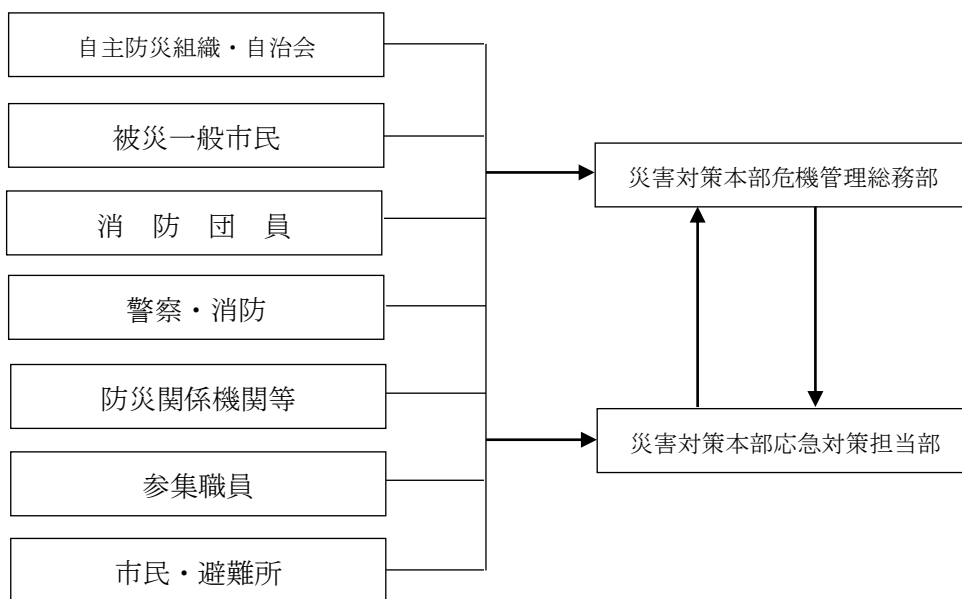 自主防災組織・自治会
被災一般市民
消　防　団　員
警察・消防
防災関係機関等
参集職員
市民・避難所
災害対策本部危機管理総務部
災害対策本部応急対策担当部